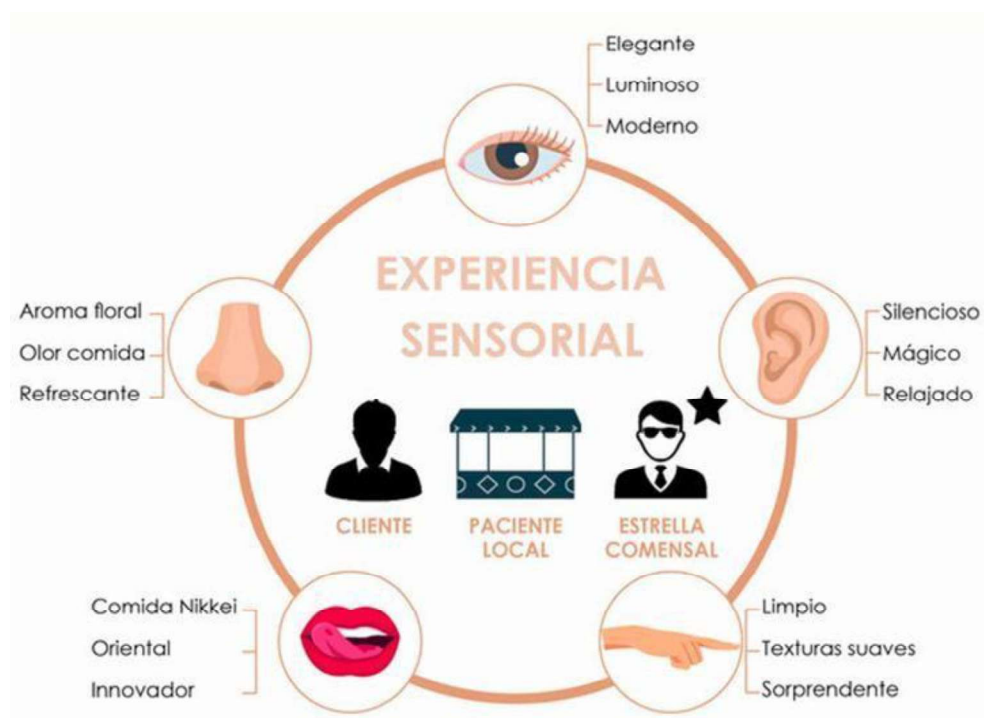 Elegante
Luminoso
Moderno
EXPERIENCIA
SENSORIAL
Aroma floral
Olor comida
Refrescante
Silencioso
Mágico
Relajado
CLIENTE
PACIENTE
LOCAL
ESTRELLA
COMENSAL
Comida Nikkei
Oriental
Innovador
Limpio
Texturas suaves
Sorprendente